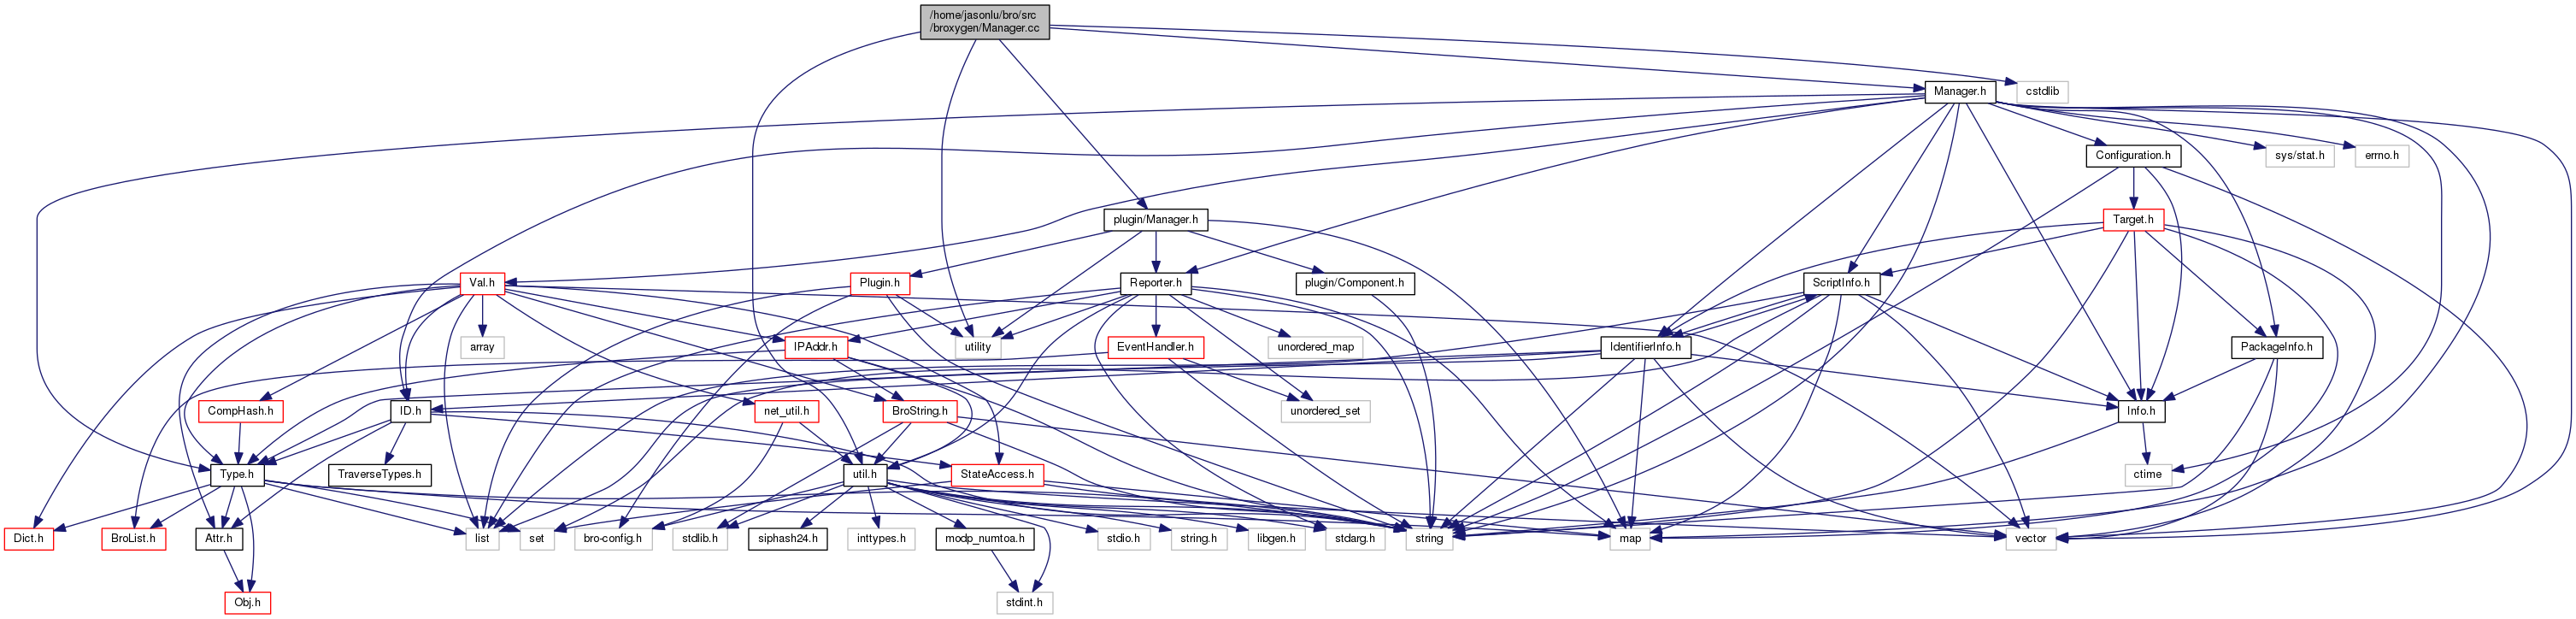 /home/jasonlu/bro/src
/broxygen/Manager.cc
Manager.h
cstdlib
Configuration.h
sys/stat.h
errno.h
plugin/Manager.h
Target.h
Val.h
Plugin.h
Reporter.h
plugin/Component.h
ScriptInfo.h
array
IPAddr.h
utility
EventHandler.h
unordered_map
IdentifierInfo.h
PackageInfo.h
CompHash.h
ID.h
net_util.h
BroString.h
unordered_set
Info.h
Type.h
TraverseTypes.h
util.h
StateAccess.h
ctime
Dict.h
BroList.h
Attr.h
list
set
bro-config.h
stdlib.h
siphash24.h
inttypes.h
modp_numtoa.h
stdio.h
string.h
libgen.h
stdarg.h
string
map
vector
Obj.h
stdint.h